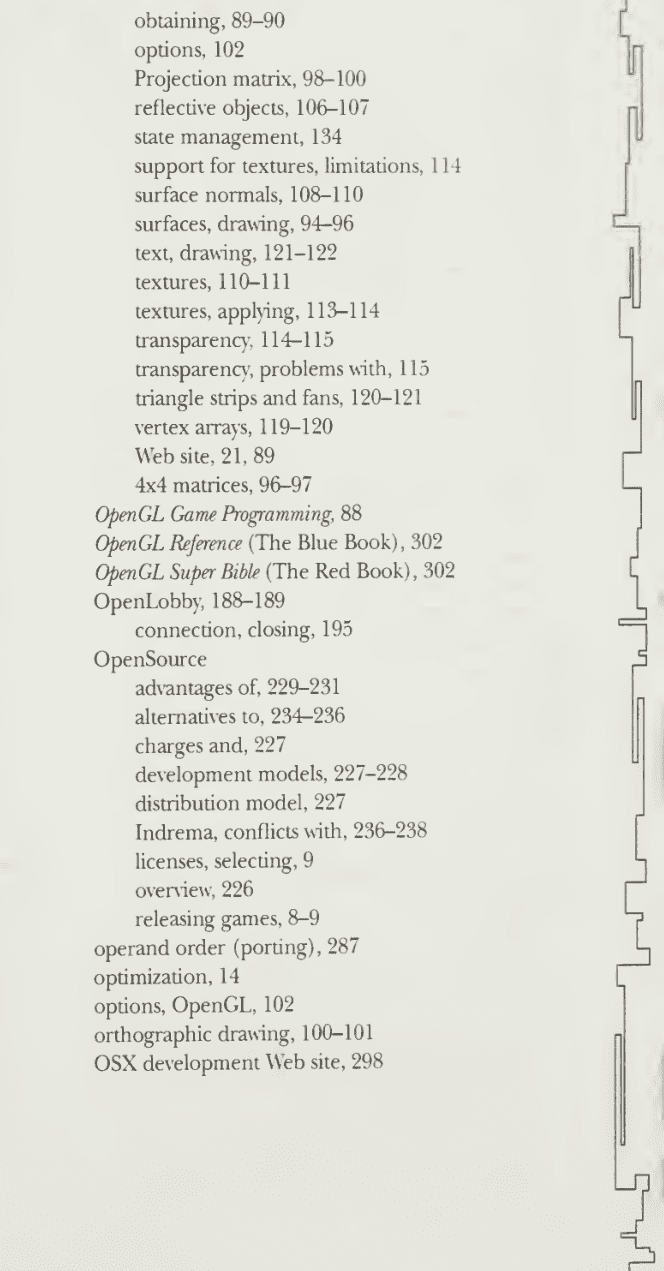 obtaining, 89–90
options, 102
Projection matrix, 98–100
reflective objects, 106–107
state management, 134
support for textures, limitations, 114
surface normals, 108–110
surfaces, drawing, 94–96
text, drawing, 121–122
textures, 110–111
textures, applying, 113–114
transparency, 114–115
transparency, problems with, 115
triangle strips and fans, 120–121
vertex arrays, 119–120
Web site, 21, 89
4x4 matrices, 96–97
OpenGL Game Programming, 88
OpenGL Reference (The Blue Book), 302
OpenGL Super Bible (The Red Book), 302
OpenLobby, 188–189
connection, closing, 195
OpenSource
advantages of, 229–231
alternatives to, 234–236
charges and, 227
development models, 227–228
distribution model, 227
Indrema, conflicts with, 236–238
licenses, selecting, 9
overview, 226
releasing games, 8–9
operand order (porting), 287
optimization, 14
options, OpenGL, 102
orthographic drawing, 100–101
OSX development Web site, 298